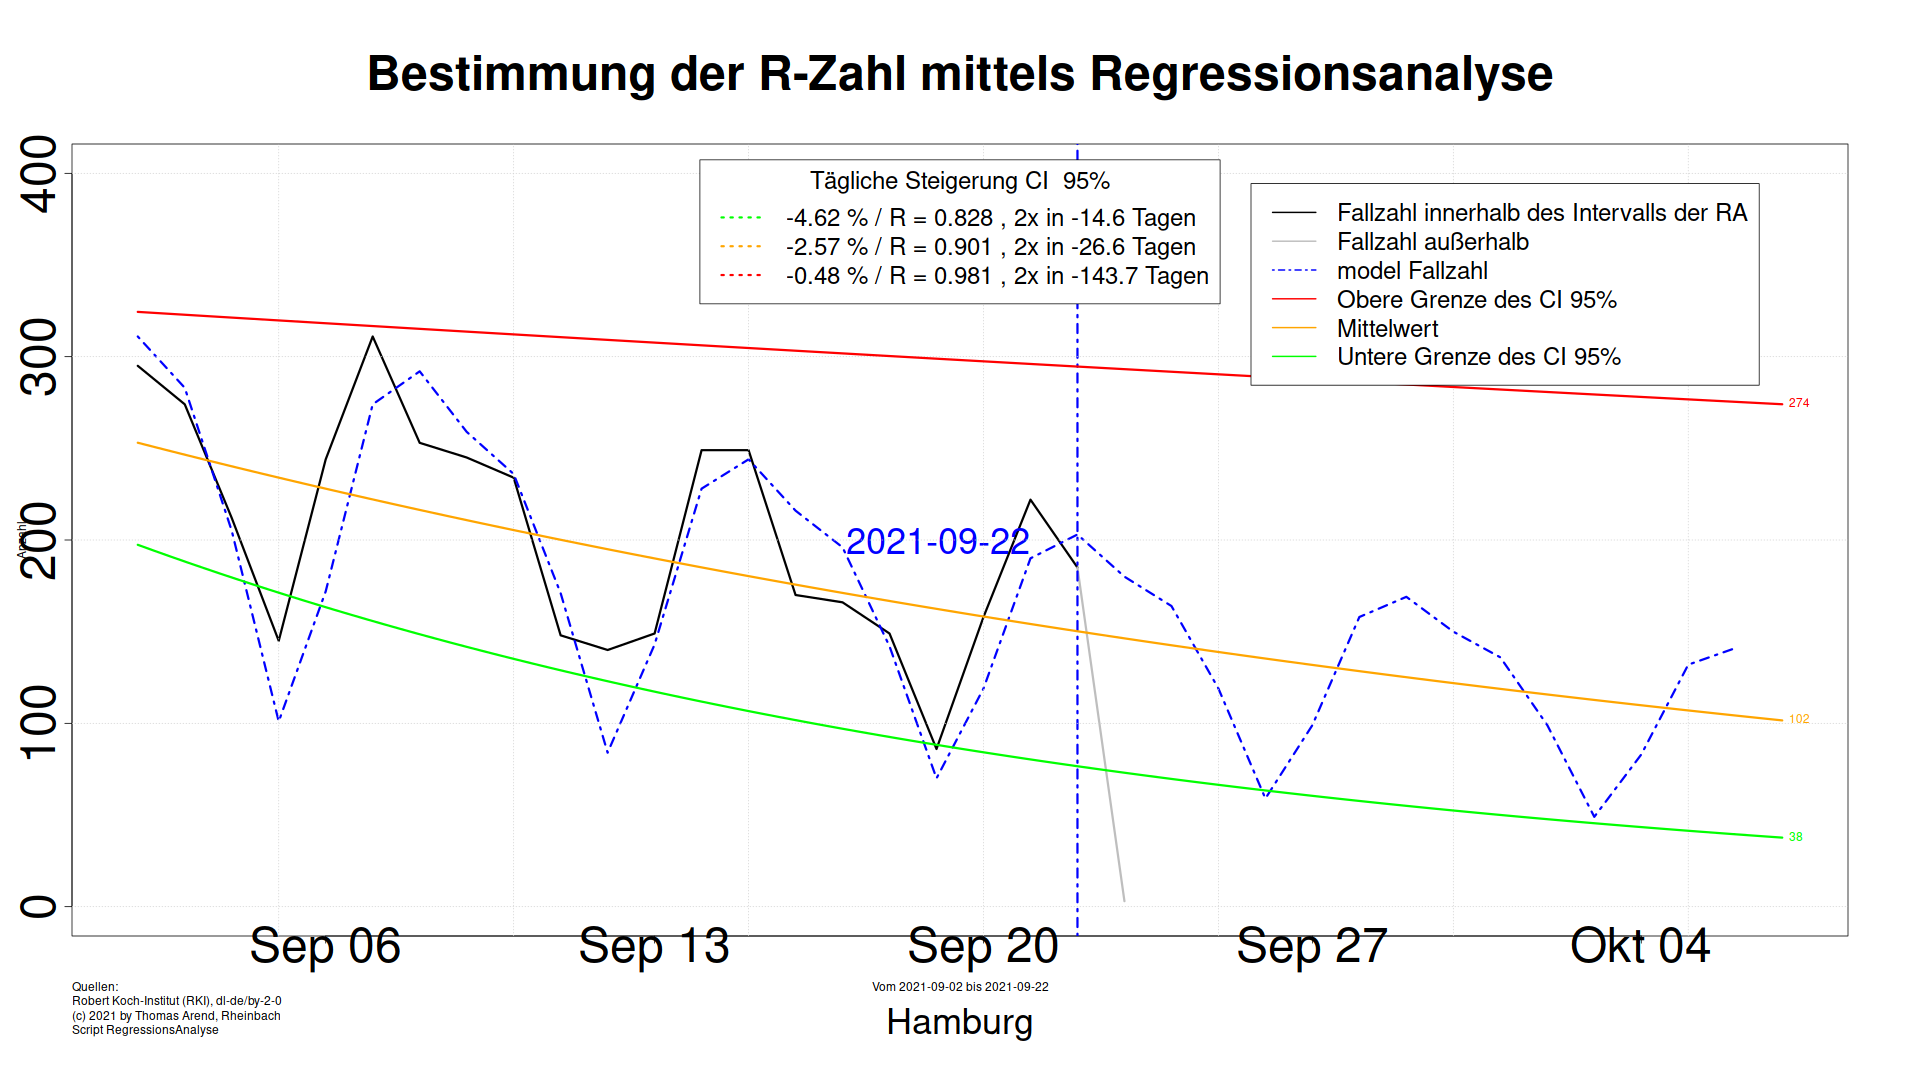 Bestimmung der R-Zahl mittels Regressionsanalyse
400
300
200
100
0
Anzahl
Tägliche Steigerung CI  95%
-4.62 % / R = 0.828 , 2x in -14.6 Tagen
-2.57 % / R = 0.901 , 2x in -26.6 Tagen
-0.48 % / R = 0.981 , 2x in -143.7 Tagen
Fallzahl innerhalb des Intervalls der RA
Fallzahl außerhalb
model Fallzahl
Obere Grenze des CI 95%
Mittelwert
Untere Grenze des CI 95%
274
2021-09-22
102
38
Sep 06
Sep 13
Sep 20
Sep 27
Okt 04
Quellen:
Robert Koch-Institut (RKI), dl-de/by-2-0
(c) 2021 by Thomas Arend, Rheinbach
Script RegressionsAnalyse
Vom 2021-09-02 bis 2021-09-22
Hamburg